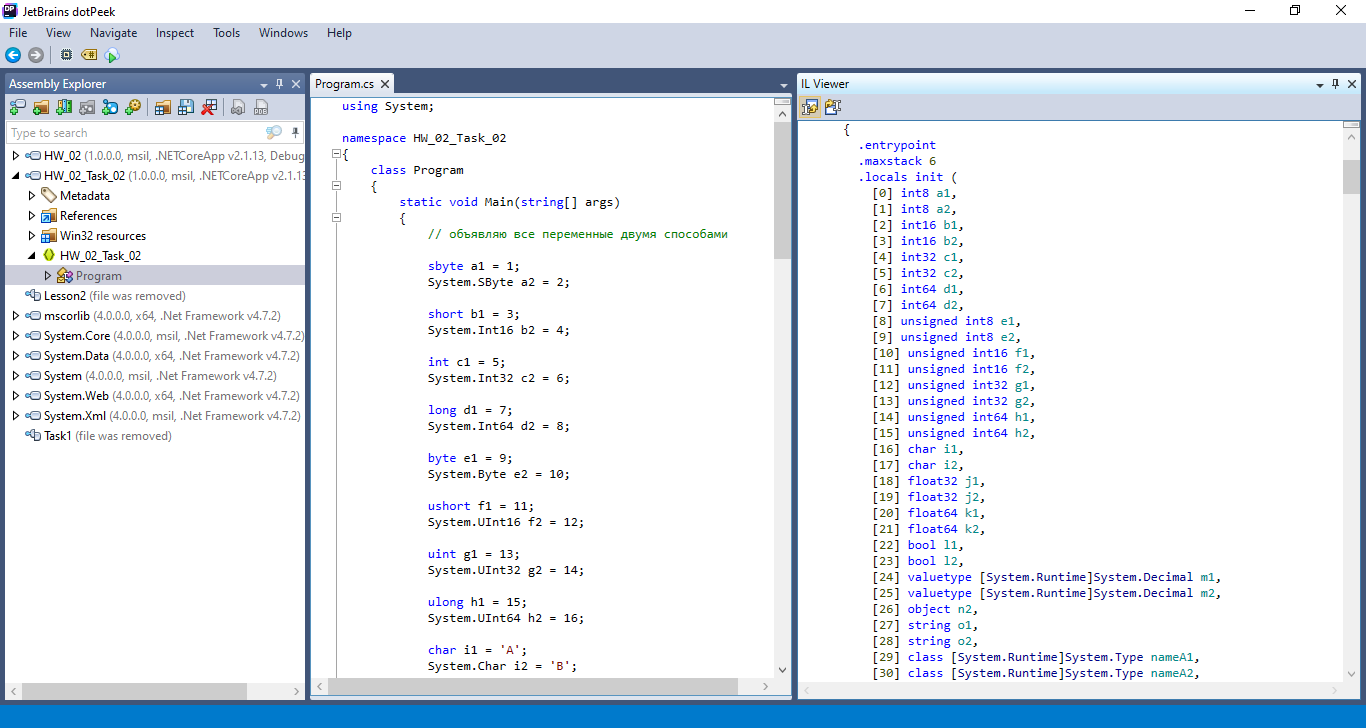 JetBrains dotPeek
File View Navigate Inspect Tools Windows Help
Assembly Explorer
Type to search
HW_02 (1.0.0.0, msil, .NETCoreApp v2.1.13, Debug
HW_02_Task_02 (1.0.0.0, msil, .NETCoreApp v2.1.13
Metadata
References
Win32 resources
HW_02_Task_02
Program
Lesson2 (file was removed)
mscorlib (4.0.0.0, x64, .Net Framework v4.7.2)
System.Core (4.0.0.0, msil, .Net Framework v4.7.2)
System.Data (4.0.0.0, x64, .Net Framework v4.7.2)
System (4.0.0.0, msil, .Net Framework v4.7.2)
System.Web (4.0.0.0, x64, .Net Framework v4.7.2)
System.Xml (4.0.0.0, msil, .Net Framework v4.7.2)
Task1 (file was removed)
Program.cs
using System;
namespace HW_02_Task_02
{
class Program
{
static void Main(string[] args)
{
// объявляю все переменные двумя способами
sbyte a1 = 1;
System.SByte a2 = 2;
short b1 = 3;
System.Int16 b2 = 4;
int c1 = 5;
System.Int32 c2 = 6;
long d1 = 7;
System.Int64 d2 = 8;
byte e1 = 9;
System.Byte e2 = 10;
ushort f1 = 11;
System.UInt16 f2 = 12;
uint g1 = 13;
System.UInt32 g2 = 14;
ulong h1 = 15;
System.UInt64 h2 = 16;
char i1 = 'A';
System.Char i2 = 'B';
IL Viewer
{
.entrypoint
.maxstack 6
.locals init (
[0] int8 a1,
[1] int8 a2,
[2] int16 b1,
[3] int16 b2,
[4] int32 c1,
[5] int32 c2,
[6] int64 d1,
[7] int64 d2,
[8] unsigned int8 e1,
[9] unsigned int8 e2,
[10] unsigned int16 f1,
[11] unsigned int16 f2,
[12] unsigned int32 g1,
[13] unsigned int32 g2,
[14] unsigned int64 h1,
[15] unsigned int64 h2,
[16] char i1,
[17] char i2,
[18] float32 j1,
[19] float32 j2,
[20] float64 k1,
[21] float64 k2,
[22] bool l1,
[23] bool l2,
[24] valuetype [System.Runtime]System.Decimal m1,
[25] valuetype [System.Runtime]System.Decimal m2,
[26] object n2,
[27] string o1,
[28] string o2,
[29] class [System.Runtime]System.Type nameA1,
[30] class [System.Runtime]System.Type nameA2,